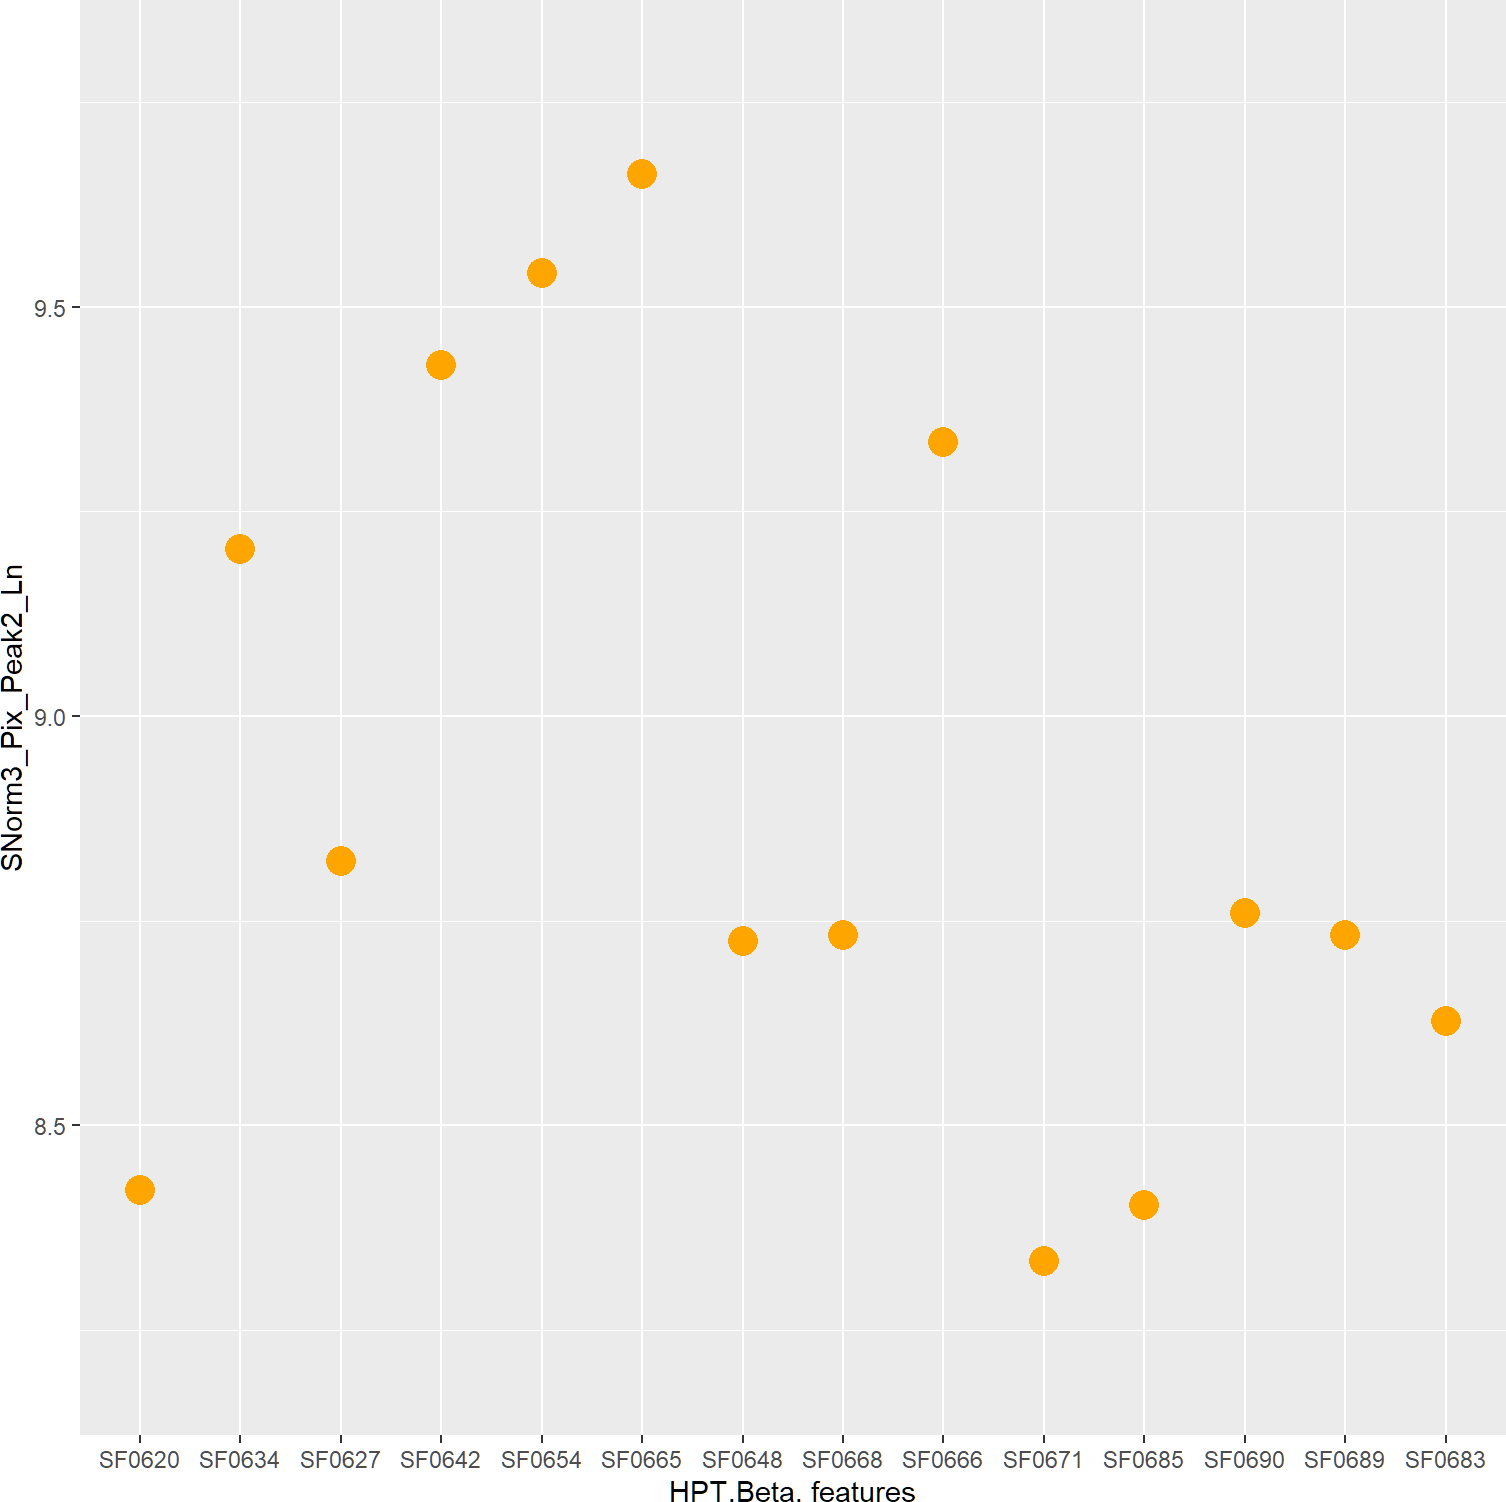 SNorm3_Pix_Peak2_Ln
9.5
9.0
8.5
SF0620 SF0634 SF0627 SF0642 SF0654 SF0665 SF0648 SF0668 SF0666 SF0671 SF0685 SF0690 SF0689 SF0683
HPT.Beta. features